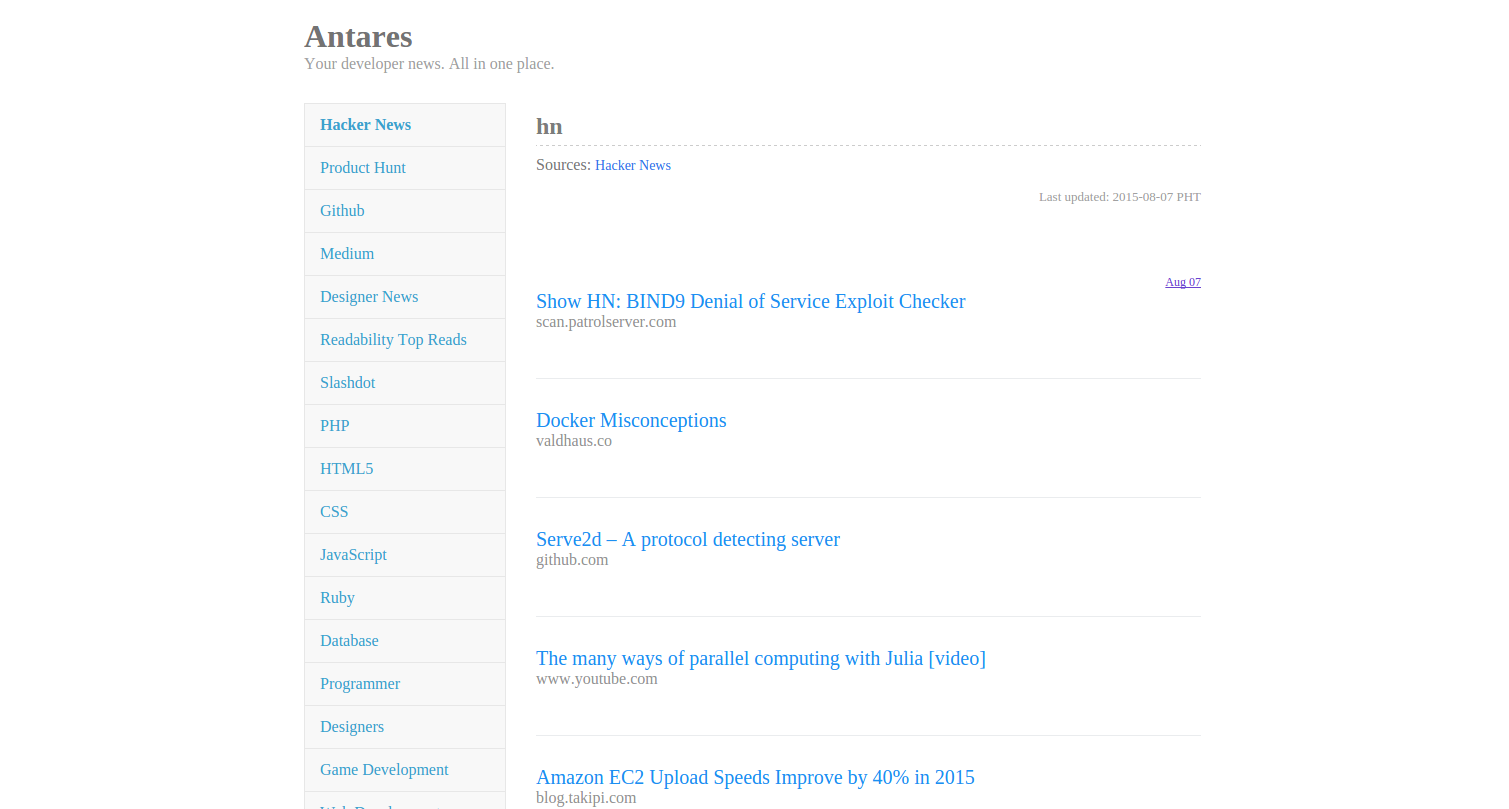 Antares
Your developer news. All in one place.
Hacker News
Product Hunt
Github
Medium
Designer News
Readability Top Reads
Slashdot
PHP
HTML5
CSS
JavaScript
Ruby
Database
Programmer
Designers
Game Development
hn
Sources: Hacker News
Last updated: 2015-08-07 PHT
Aug 07
Show HN: BIND9 Denial of Service Exploit Checker
scan.patrolserver.com
Docker Misconceptions
valdhaus.co
Serve2d – A protocol detecting server
github.com
The many ways of parallel computing with Julia [video]
www.youtube.com
Amazon EC2 Upload Speeds Improve by 40% in 2015
blog.takipi.com